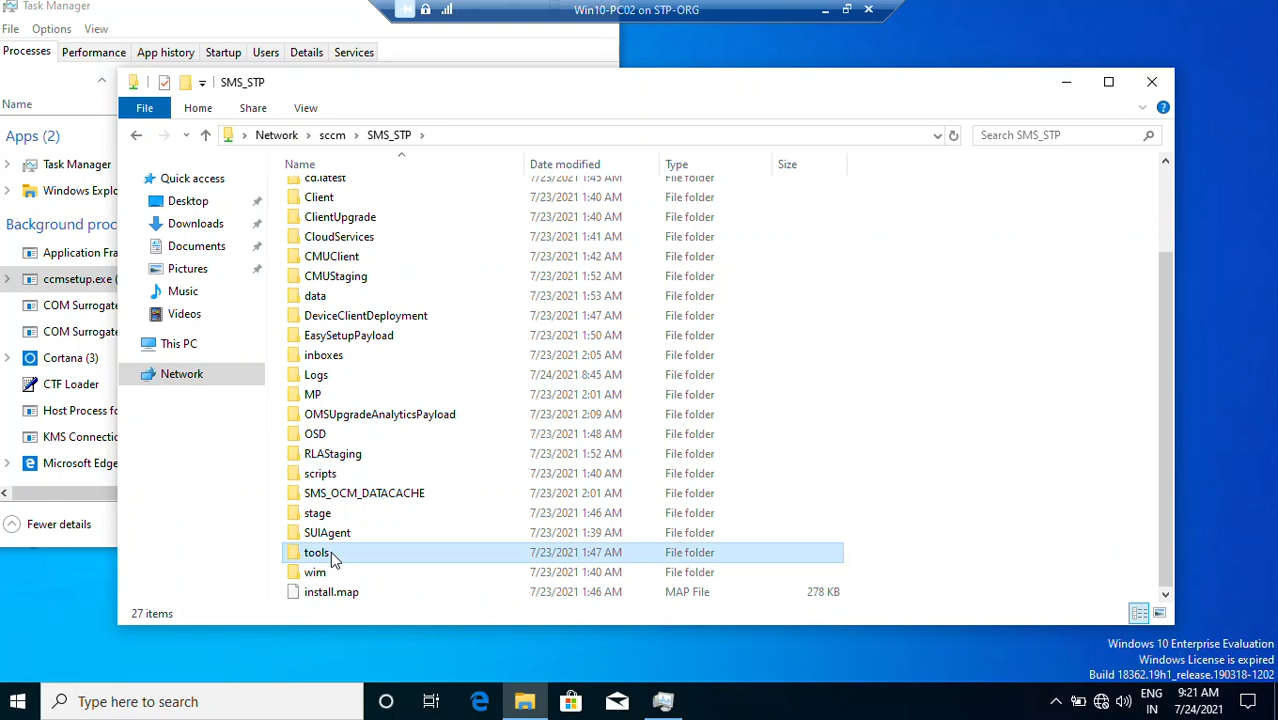 Task Manager
Win10-PC02 on STP-ORG
File Options View
Processes Performance App history Startup Users Details Services
Name
Apps (2)
Task Manager
Windows Explo
Background proc
Application Fra
ccmsetup.exe (
COM Surrogate
COM Surrogate
Cortana (3)
CTF Loader
Host Process fo
KMS Connectio
Microsoft Edge
Fewer details
SMS_STP
File Home Share View
Network > sccm > SMS_STP >
Search SMS_STP
Quick access
Desktop
Downloads
Documents
Pictures
Music
Videos
This PC
Network
Name Date modified Type Size
cd.latest 7/23/2021 1:45 AM File folder
Client 7/23/2021 1:40 AM File folder
ClientUpgrade 7/23/2021 1:40 AM File folder
CloudServices 7/23/2021 1:41 AM File folder
CMUClient 7/23/2021 1:42 AM File folder
CMUStaging 7/23/2021 1:52 AM File folder
data 7/23/2021 1:53 AM File folder
DeviceClientDeployment 7/23/2021 1:47 AM File folder
EasySetupPayload 7/23/2021 1:50 AM File folder
inboxes 7/23/2021 2:05 AM File folder
Logs 7/24/2021 8:45 AM File folder
MP 7/23/2021 2:01 AM File folder
OMSUpgradeAnalyticsPayload 7/23/2021 2:09 AM File folder
OSD 7/23/2021 1:48 AM File folder
RLAStaging 7/23/2021 1:52 AM File folder
scripts 7/23/2021 1:40 AM File folder
SMS_OCM_DATACACHE 7/23/2021 2:01 AM File folder
stage 7/23/2021 1:46 AM File folder
SUIAgent 7/23/2021 1:39 AM File folder
tools 7/23/2021 1:47 AM File folder
wim 7/23/2021 1:40 AM File folder
install.map 7/23/2021 1:46 AM MAP File 278 KB
27 items
Windows 10 Enterprise Evaluation
Windows License is expired
Build 18362.19h1_release.190318-1202
Type here to search
ENG
IN
9:21 AM
7/24/2021